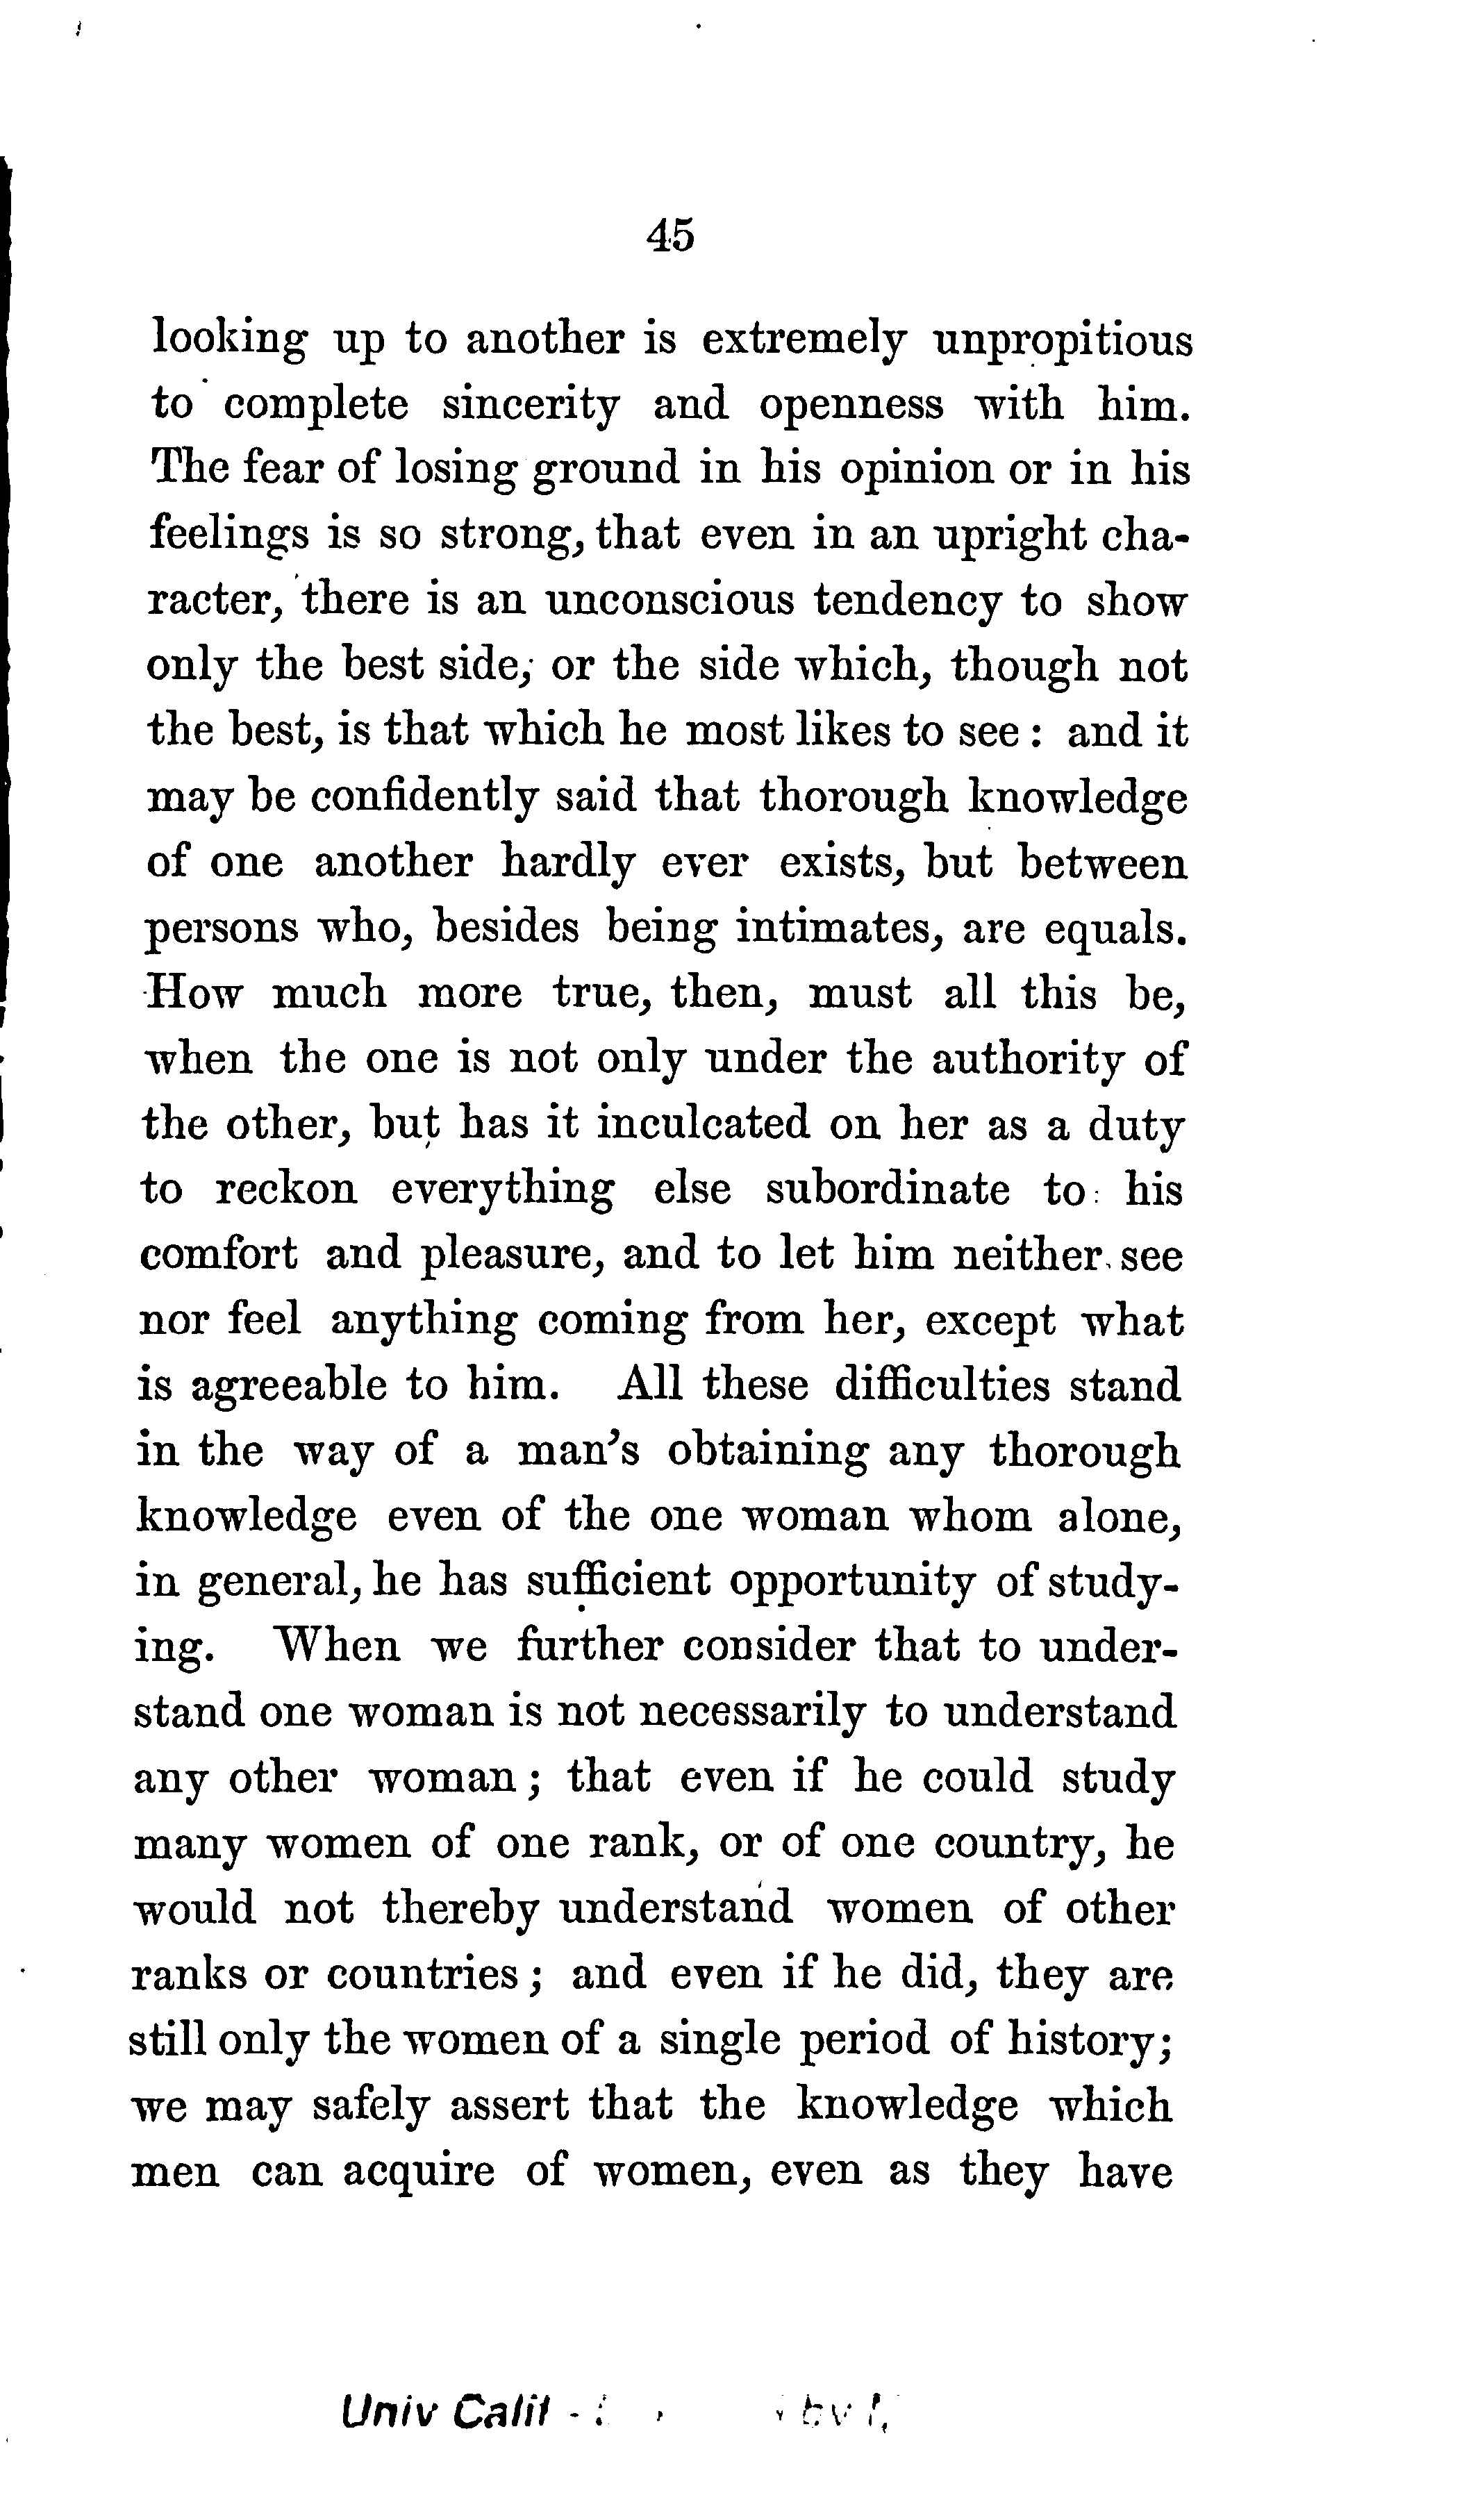 45
looking up to another is extremely unpropitious
to complete sincerity and openness with him.
The fear of losing ground in his opinion or in his
feelings is so strong, that even in an upright cha-
racter, there is an unconscious tendency to show
only the best side, or the side which, though not
the best, is that which he most likes to see : and it
may be confidently said that thorough knowledge
of one another hardly ever exists, but between
persons who, besides being intimates, are equals.
How much more true, then, must all this be,
when the one is not only under the authority of
the other, but has it inculcated on her as a duty
to reckon everything else subordinate to his
comfort and pleasure, and to let him neither see
nor feel anything coming from her, except what
is agreeable to him. All these difficulties stand
in the way of a man's obtaining any thorough
knowledge even of the one woman whom alone,
in general, he has sufficient opportunity of study-
ing. When we further consider that to under-
stand one woman is not necessarily to understand
any other woman ; that even if he could study
many women of one rank, or of one country, he
would not thereby understand women of other
ranks or countries ; and even if he did, they are
still only the women of a single period of history;
we may safely assert that the knowledge which
men can acquire of women, even as they have
Univ Calif -